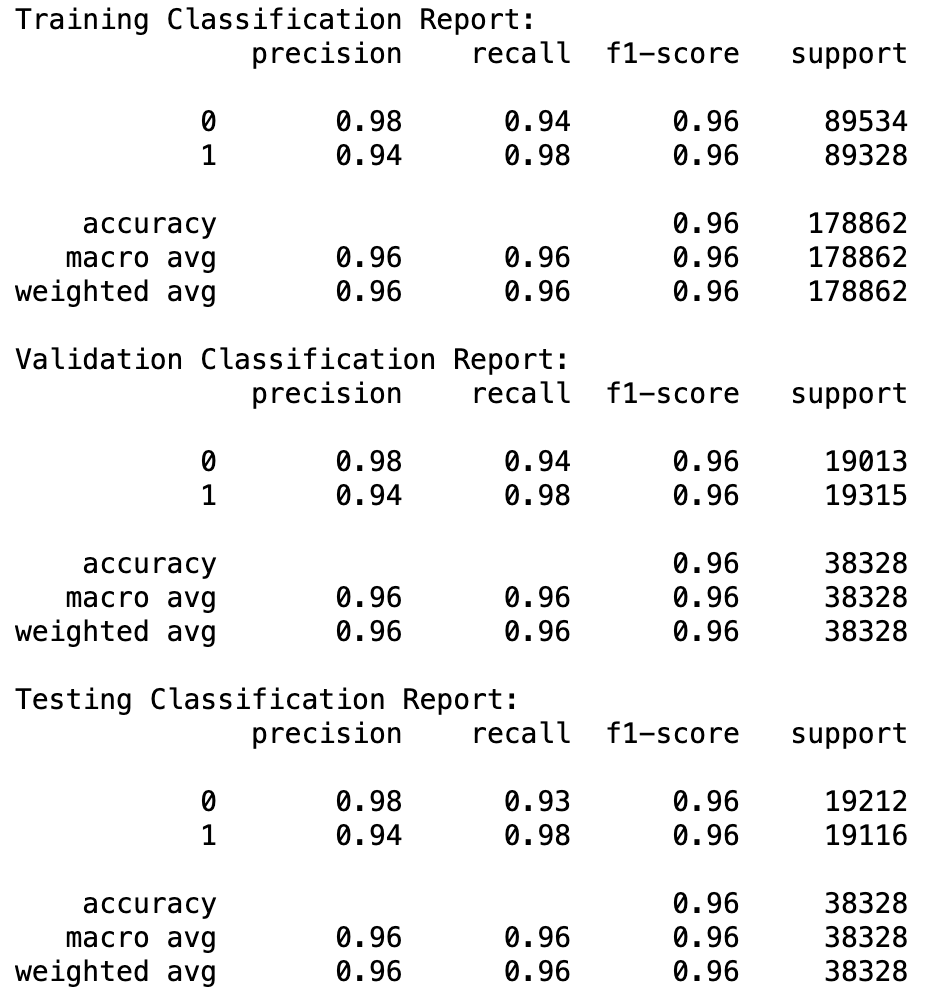 Training Classification Report:
precision recall f1-score support
0 0.98 0.94 0.96 89534
1 0.94 0.98 0.96 89328
accuracy 0.96 178862
macro avg 0.96 0.96 0.96 178862
weighted avg 0.96 0.96 0.96 178862
Validation Classification Report:
precision recall f1-score support
0 0.98 0.94 0.96 19013
1 0.94 0.98 0.96 19315
accuracy 0.96 38328
macro avg 0.96 0.96 0.96 38328
weighted avg 0.96 0.96 0.96 38328
Testing Classification Report:
precision recall f1-score support
0 0.98 0.93 0.96 19212
1 0.94 0.98 0.96 19116
accuracy 0.96 38328
macro avg 0.96 0.96 0.96 38328
weighted avg 0.96 0.96 0.96 38328